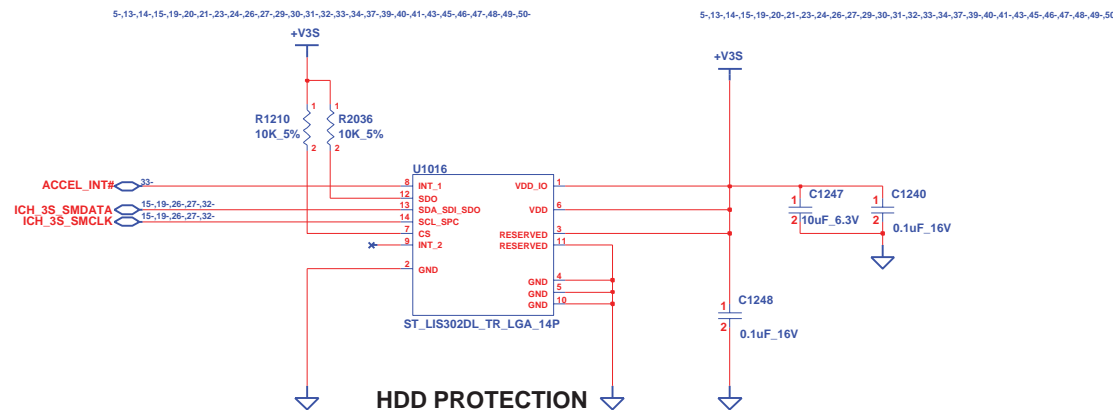 5-,13-,14-,15-,19-,20-,21-,23-,24-,26-,27-,29-,30-,31-,32-,33-,34-,37-,39-,40-,41-,43-,45-,46-,47-,48-,49-,50-
5-,13-,14-,15-,19-,20-,21-,23-,24-,26-,27-,29-,30-,31-,32-,33-,34-,37-,39-,40-,41-,43-,45-,46-,47-,48-,49-,50
+V3S
+V3S
1
1
R1210
10K_5%
R2036
10K_5%
2
2
U1016
ACCEL_INT#
33-
8
INT_1
VDD_IO
1
12
SDO
ICH_3S_SMDATA
15-,19-,26-,27-,32-
13
SDA_SDI_SDO
VDD
6
ICH_3S_SMCLK
15-,19-,26-,27-,32-
14
SCL_SPC
7
CS
RESERVED
3
9
INT_2
RESERVED
11
2
GND
GND
4
GND
5
GND
10
ST_LIS302DL_TR_LGA_14P
1
C1247
2
10uF_6.3V
1
C1240
2
0.1uF_16V
1
C1248
2
0.1uF_16V
HDD PROTECTION